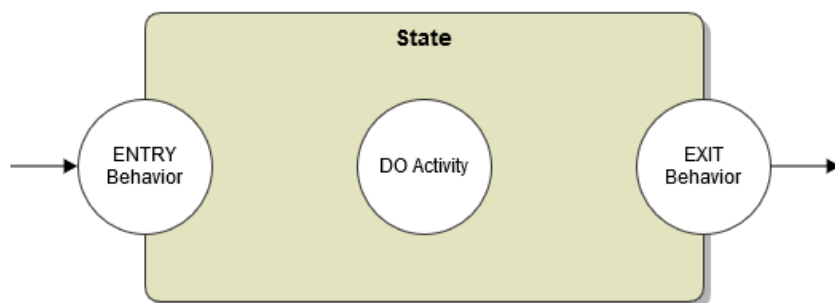 State
ENTRY
Behavior
DO Activity
EXIT
Behavior